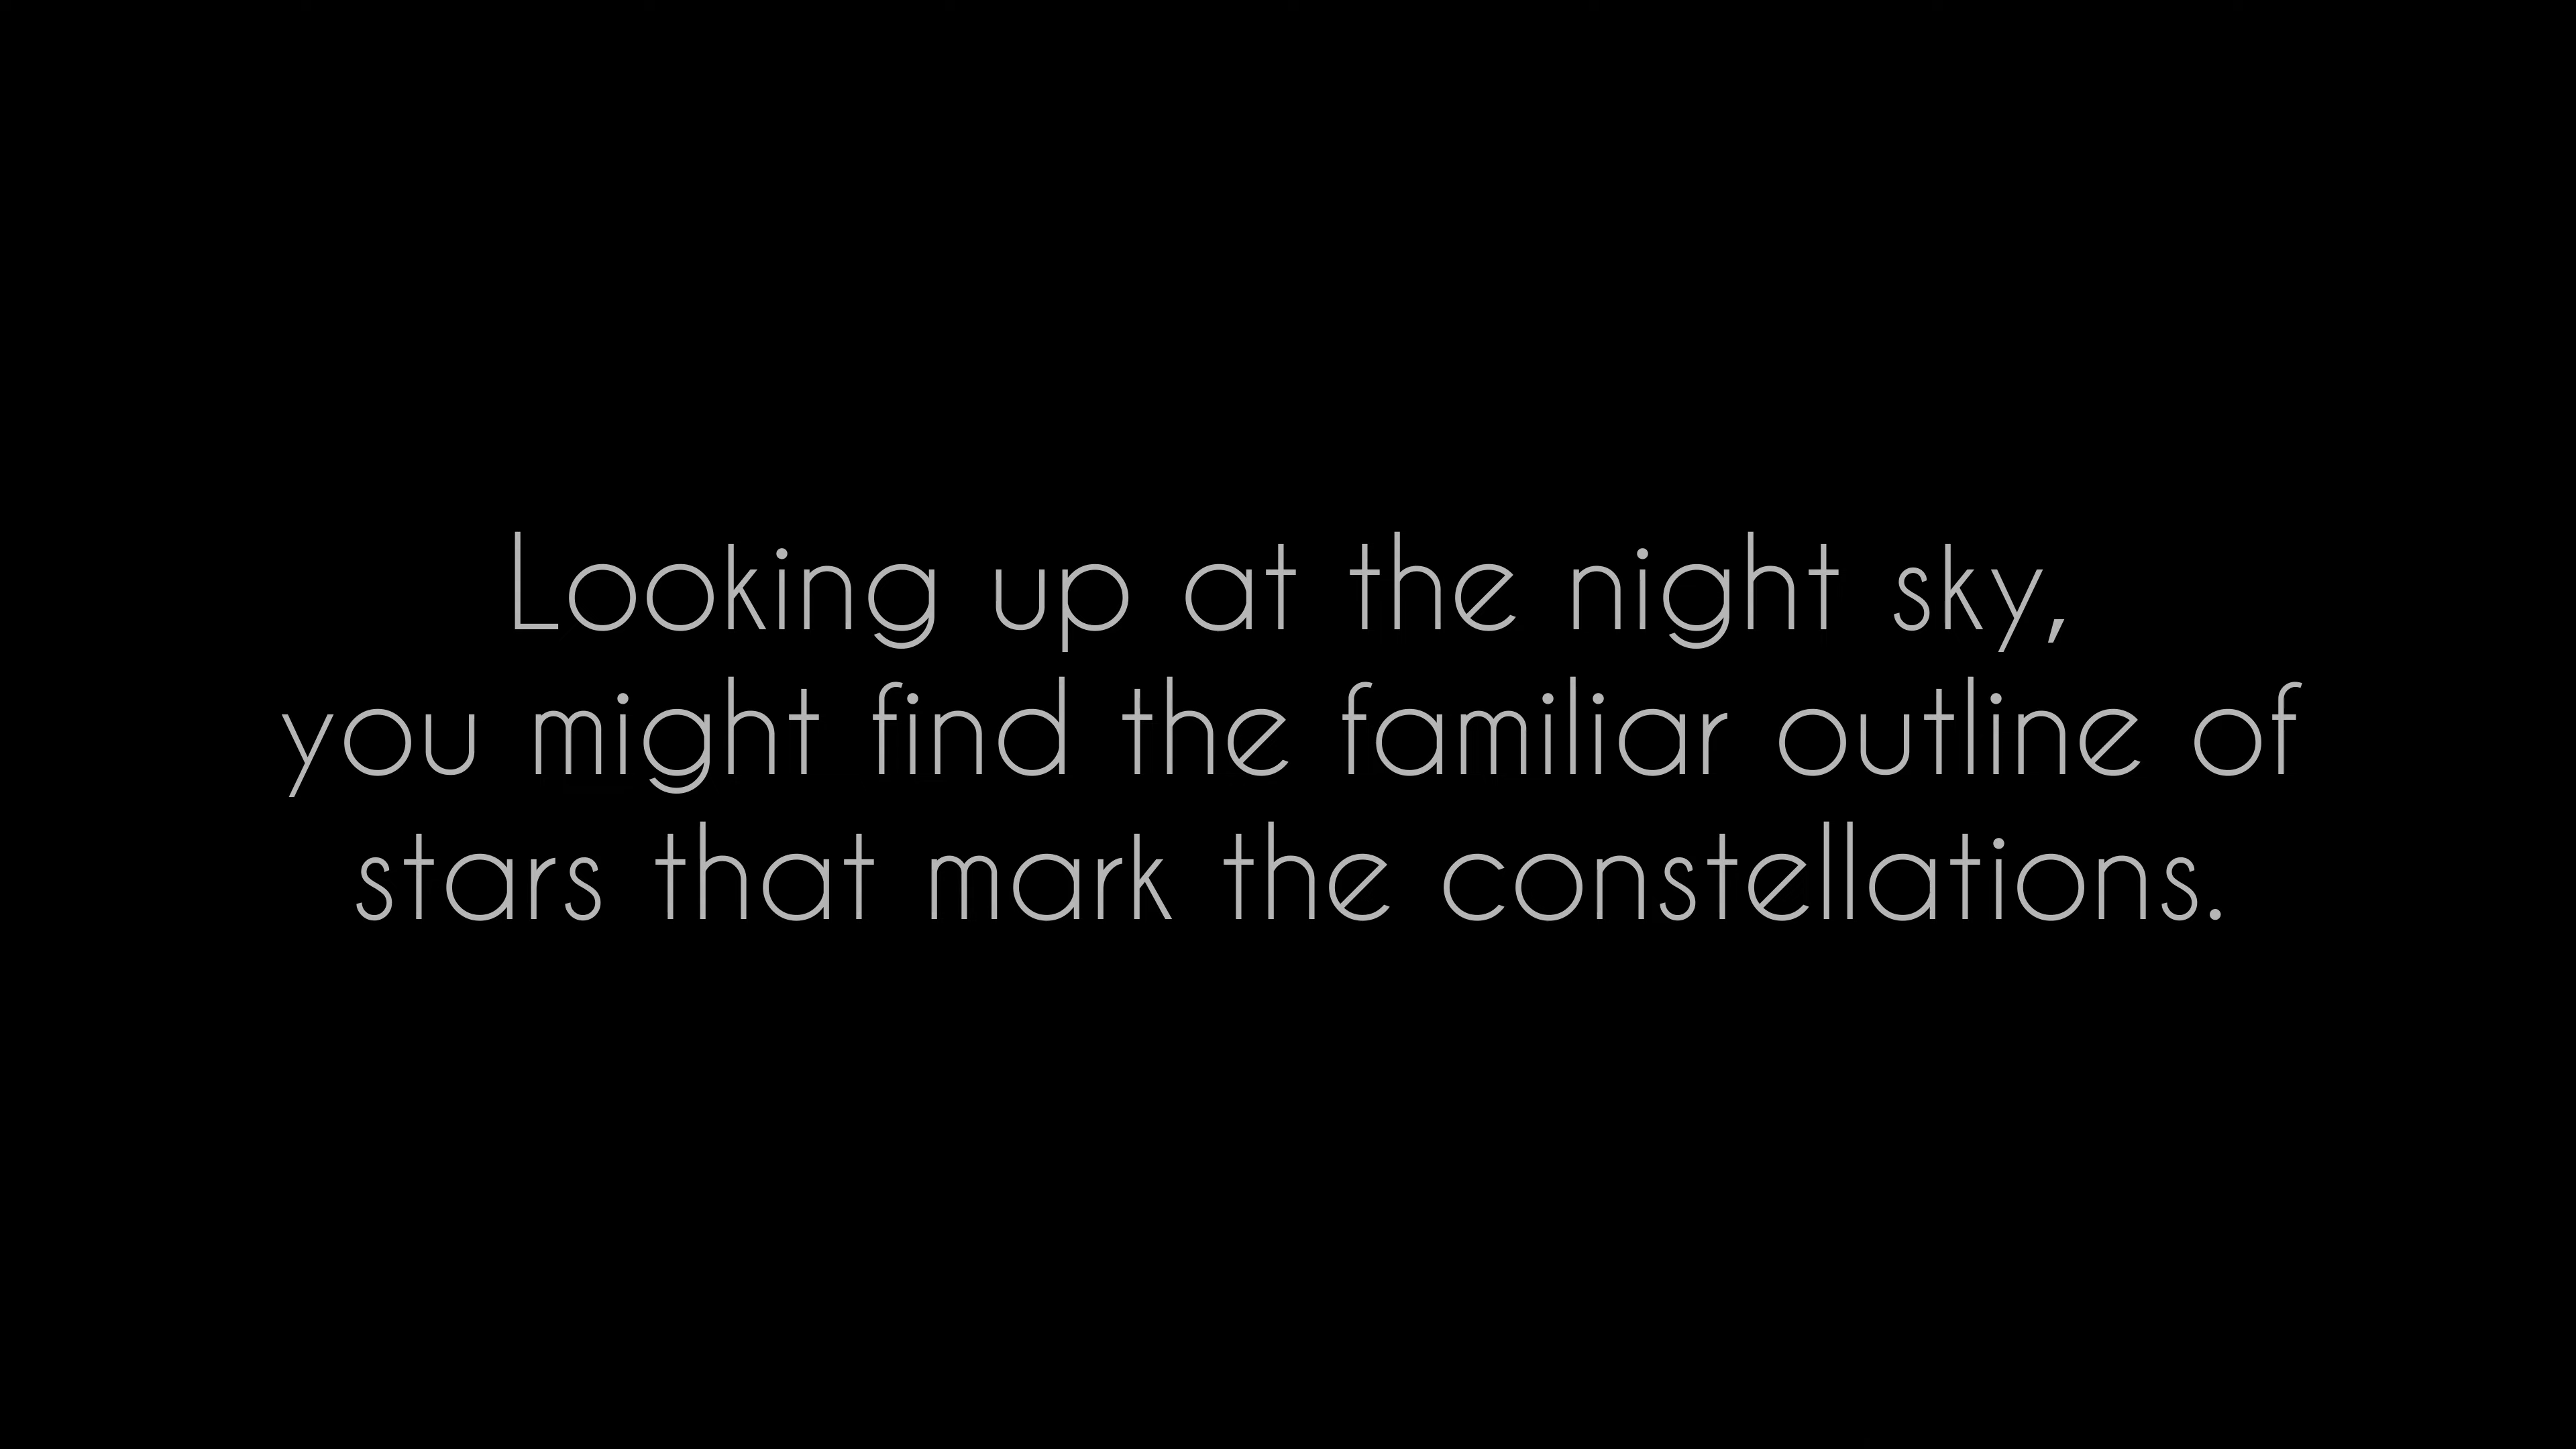 Looking up at the night sky,
you might find the familiar outline of
stars that mark the constellations.